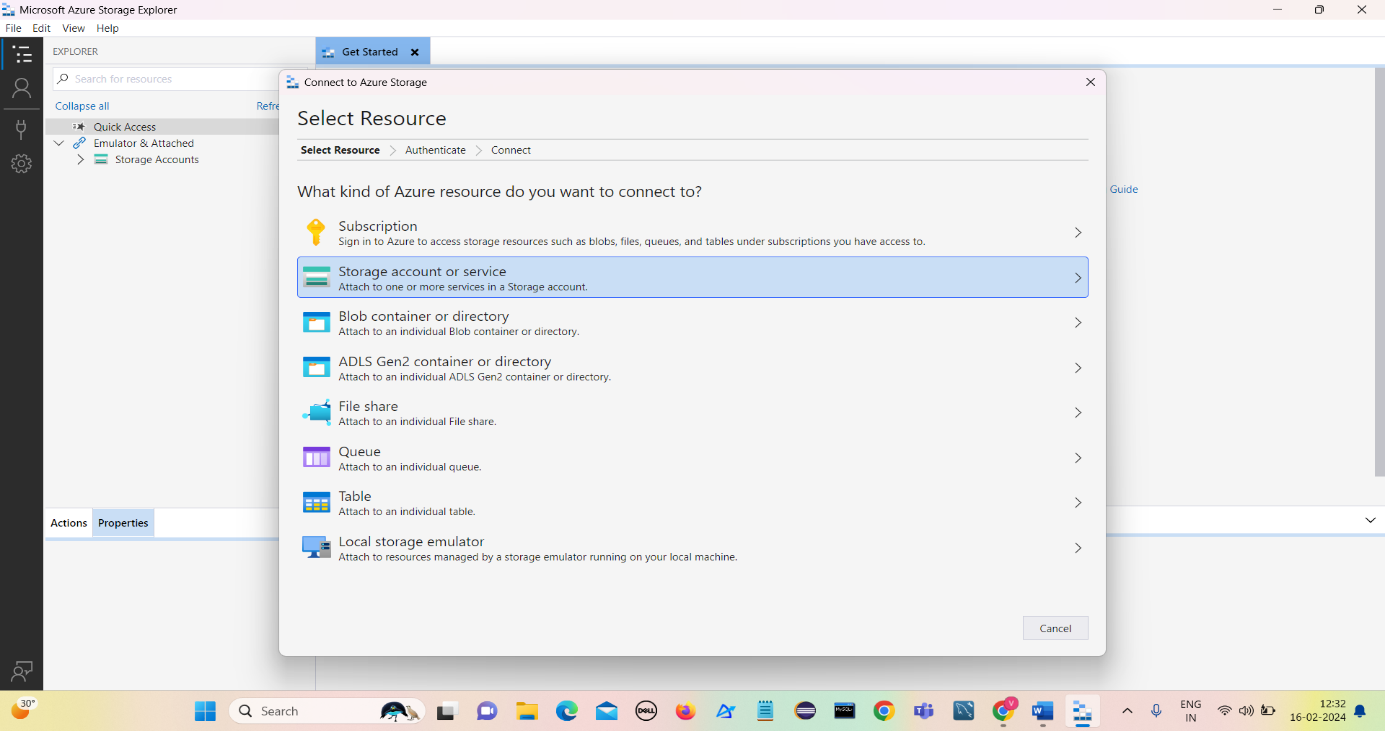 Microsoft Azure Storage Explorer
File Edit View Help
EXPLORER
Get Started
Search for resources
Collapse all
Refre
Quick Access
Emulator & Attached
Storage Accounts
Connect to Azure Storage
Select Resource
Select Resource Authenticate Connect
What kind of Azure resource do you want to connect to?
Subscription
Sign in to Azure to access storage resources such as blobs, files, queues, and tables under subscriptions you have access to.
Storage account or service
Attach to one or more services in a Storage account.
Blob container or directory
Attach to an individual Blob container or directory.
ADLS Gen2 container or directory
Attach to an individual ADLS Gen2 container or directory.
File share
Attach to an individual File share.
Queue
Attach to an individual queue.
Table
Attach to an individual table.
Local storage emulator
Attach to resources managed by a storage emulator running on your local machine.
Cancel
Guide
Actions Properties
30°
Search
DELL
MySQL
V
W
ENG
IN
12:32
16-02-2024